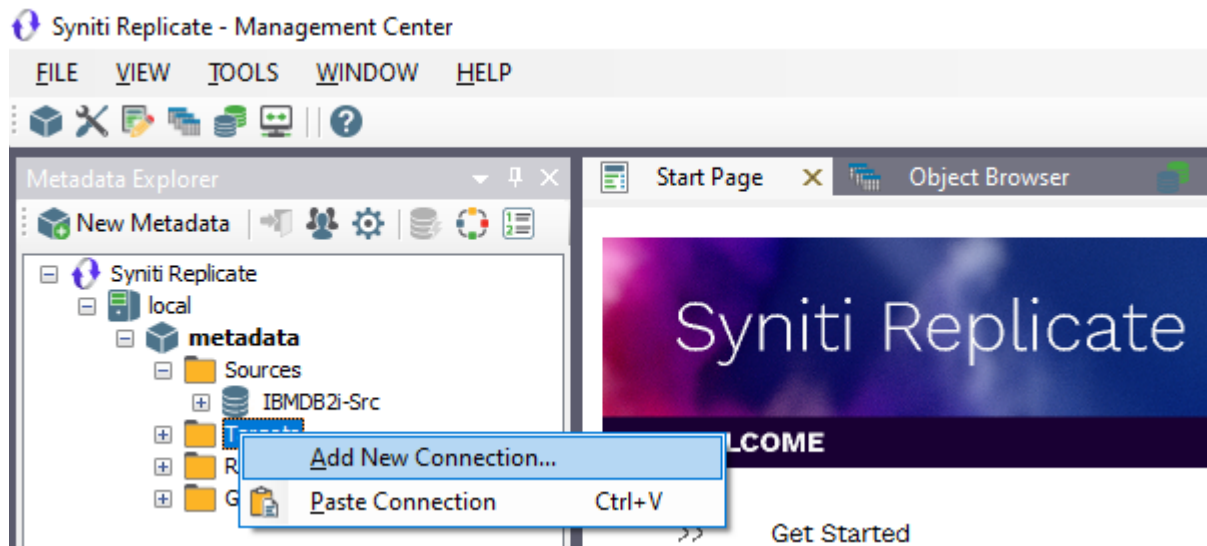 Syniti Replicate - Management Center
FILE VIEW TOOLS WINDOW HELP
Metadata Explorer
Start Page
Object Browser
New Metadata
Syniti Replicate
local
metadata
Sources
IBMDB2i-Src
Add New Connection...
R
G
Paste Connection Ctrl+V
Syniti Replicate
LCOME
>> Get Started